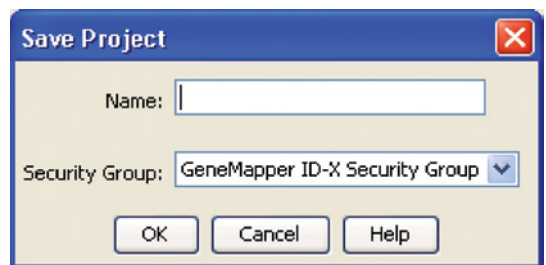 Save Project
Name:
Security Group: GeneMapper ID-X Security Group
OK Cancel Help